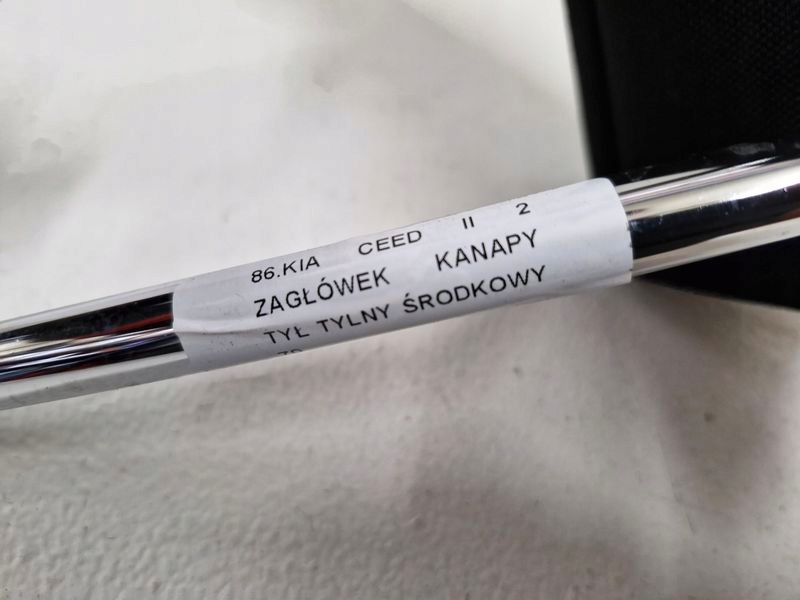 86.KIA CEED II 2
ZAGŁÓWEK KANAPY
TYŁ TYLNY ŚRODKOWY